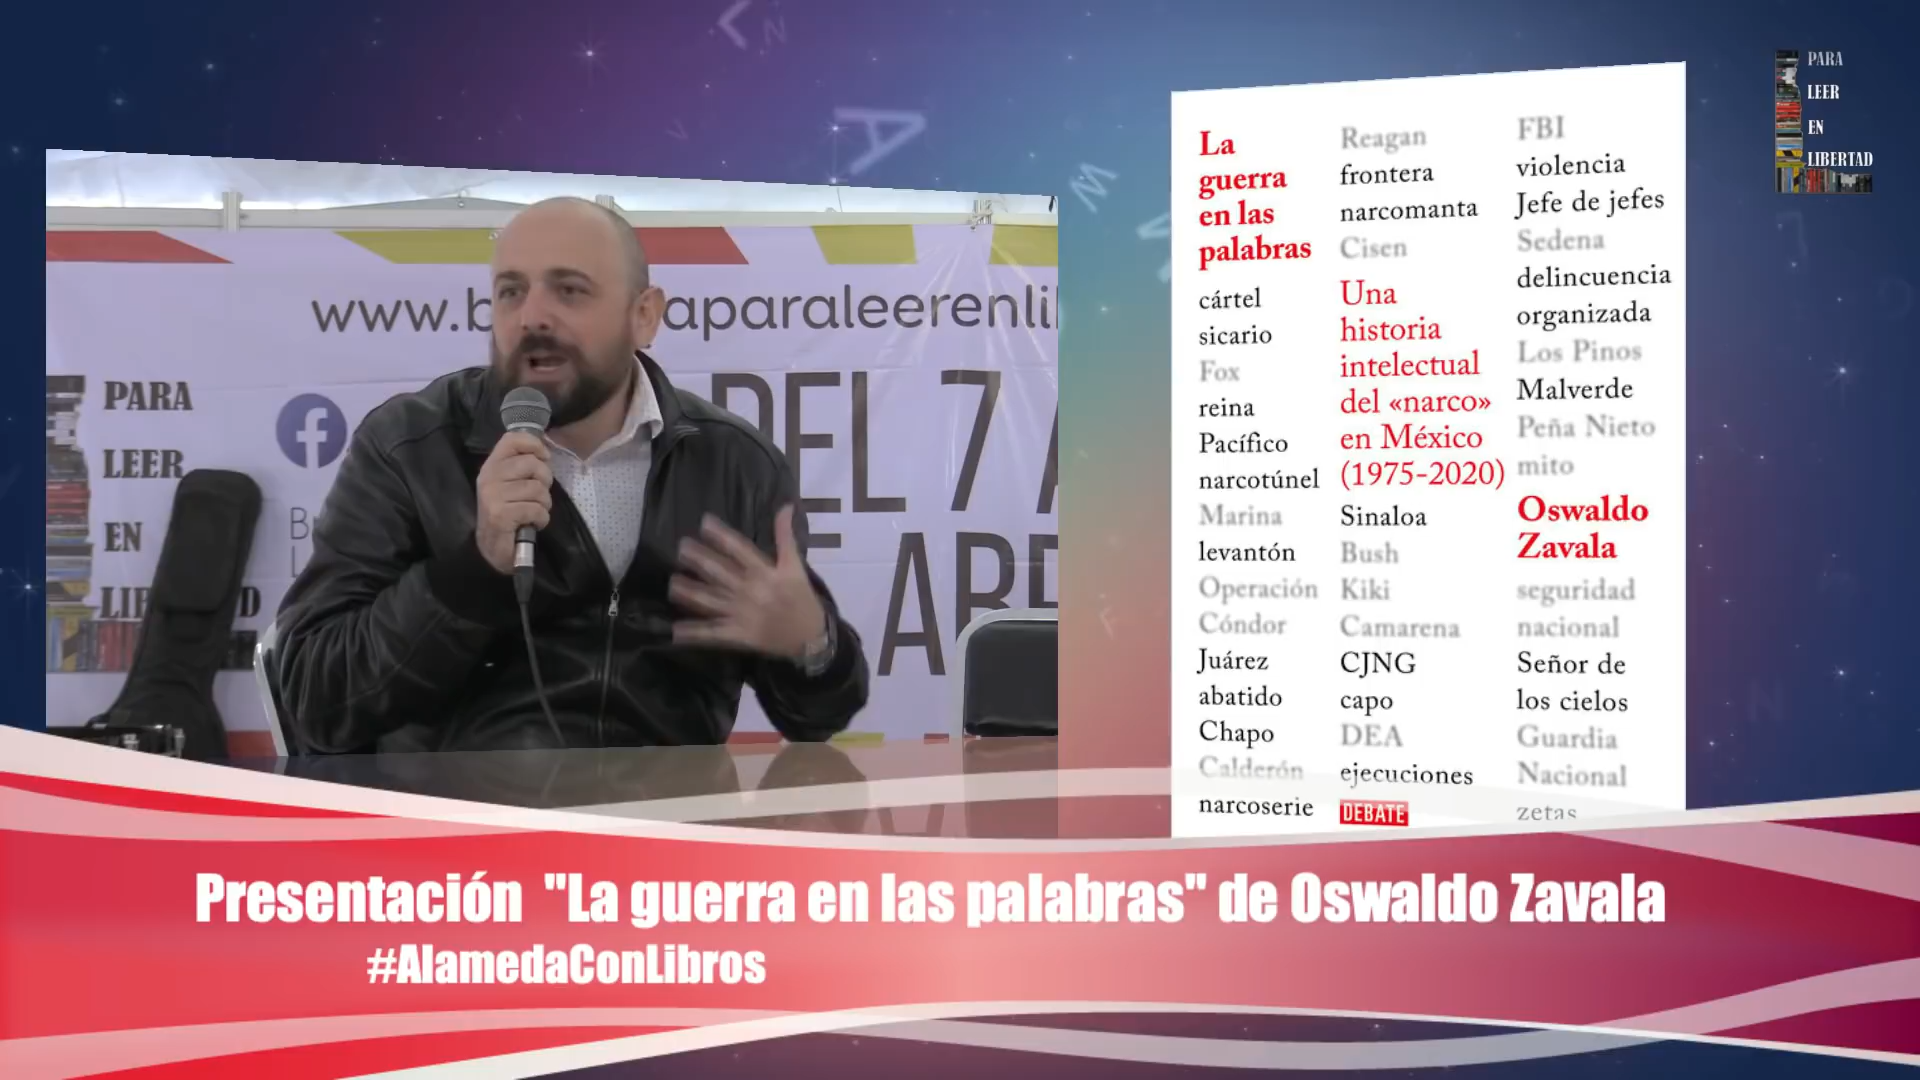 PARA
LEER
EN
LIBERTAD
www.b
aparaleerenli
PARA
LEER
EN
DEL 7 A
La
guerra
en las
palabras
cártel
sicario
Fox
reina
Pacífico
narcotúnel
Marina
levantón
Operación
Cóndor
Juárez
abatido
Chapo
Calderón
narcoserie
Reagan
frontera
narcomanta
Cisen
Una
historia
intelectual
del «narco»
en México
(1975-2020)
Sinaloa
Bush
Kiki
Camarena
CJNG
capo
DEA
ejecuciones
DEBATE
FBI
violencia
Jefe de jefes
Sedena
delincuencia
organizada
Los Pinos
Malverde
Peña Nieto
mito
Oswaldo
Zavala
seguridad
nacional
Señor de
los cielos
Guardia
Nacional
zetas
Presentación "La guerra en las palabras" de Oswaldo Zavala
#AlamedaConLibros